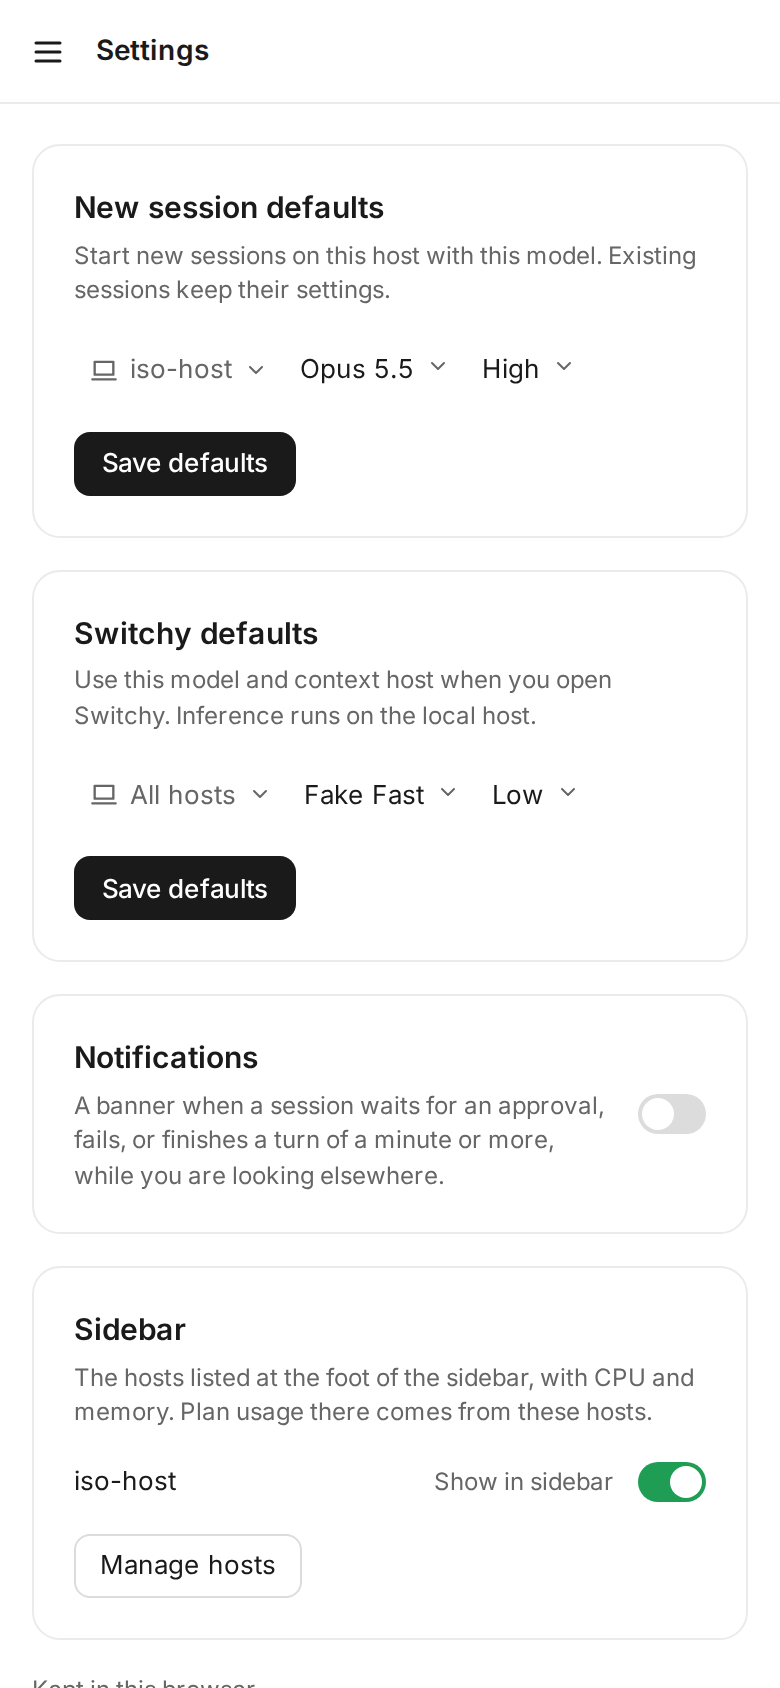 Settings
New session defaults
Start new sessions on this host with this model. Existing
sessions keep their settings.
iso-host Opus 5.5 High
Save defaults
Switchy defaults
Use this model and context host when you open
Switchy. Inference runs on the local host.
All hosts Fake Fast Low
Save defaults
Notifications
A banner when a session waits for an approval,
fails, or finishes a turn of a minute or more,
while you are looking elsewhere.
Sidebar
The hosts listed at the foot of the sidebar, with CPU and
memory. Plan usage there comes from these hosts.
iso-host Show in sidebar
Manage hosts
Kept in this browser